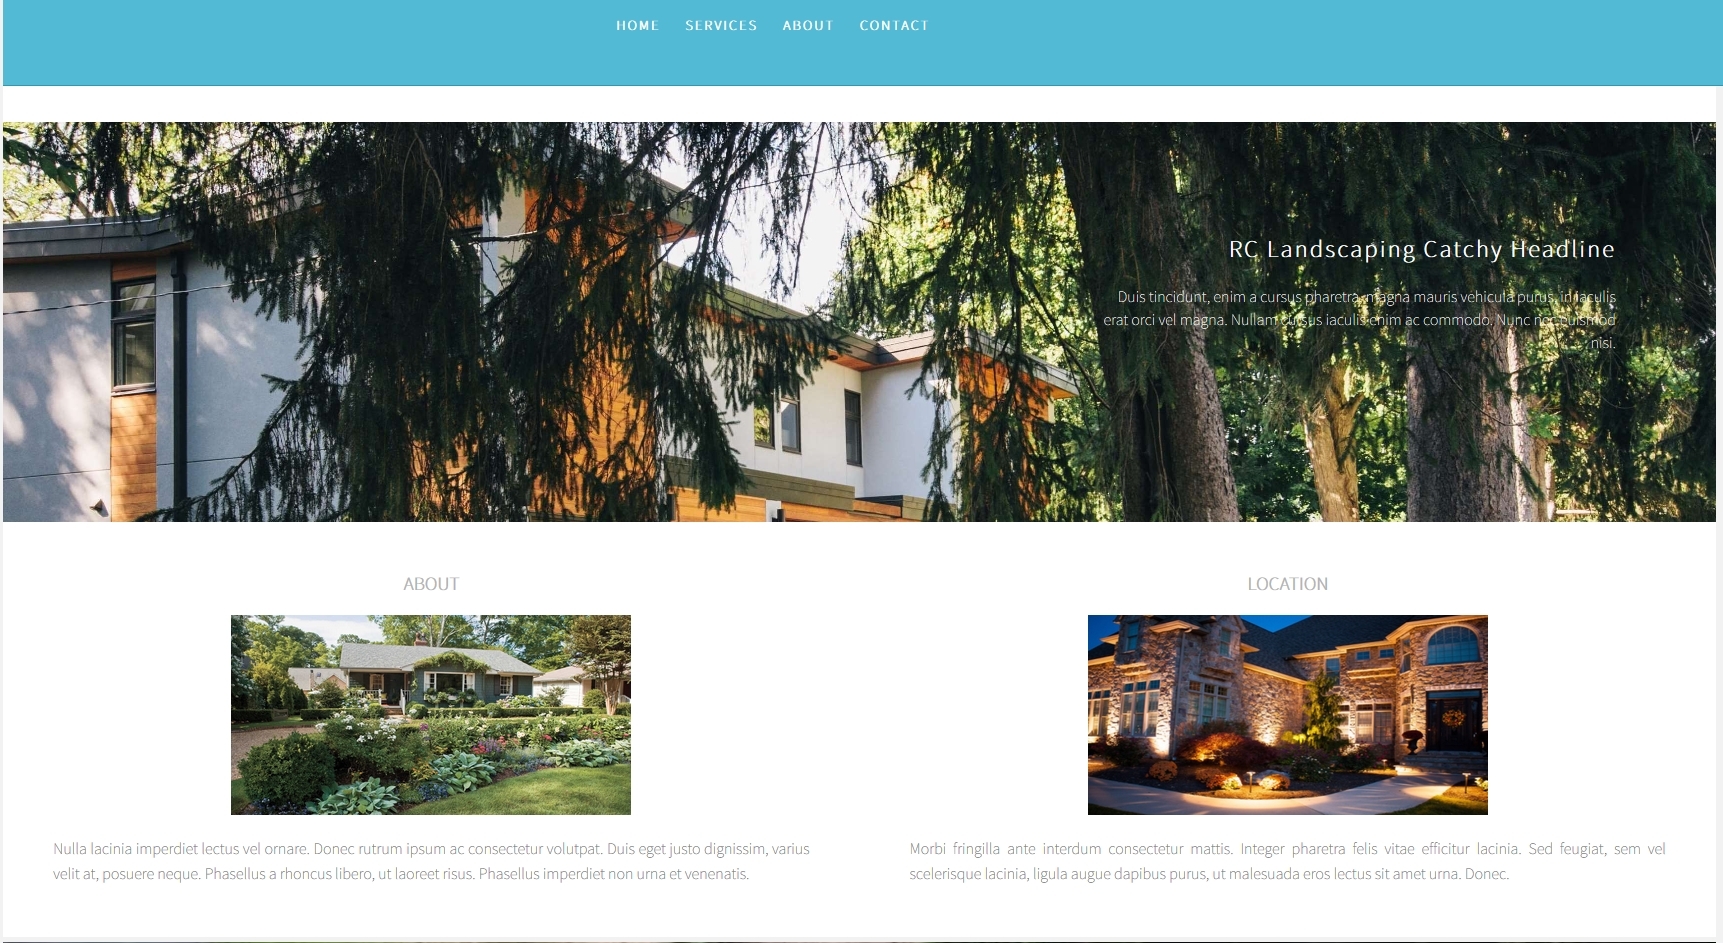 HOME SERVICES ABOUT CONTACT
RC Landscaping Catchy Headline
Duis tincidunt, enim a cursus pharetra, magna mauris vehicula purus, in iaculis
erat orci vel magna. Nullam cursus iaculis enim ac commodo. Nunc nec euismod
nisi.
ABOUT
Nulla lacinia imperdiet lectus vel ornare. Donec rutrum ipsum ac consectetur volutpat. Duis eget justo dignissim, varius
velit at, posuere neque. Phasellus a rhoncus libero, ut laoreet risus. Phasellus imperdiet non urna et venenatis.
LOCATION
Morbi fringilla ante interdum consectetur mattis. Integer pharetra felis vitae efficitur lacinia. Sed feugiat, sem vel
scelerisque lacinia, ligula augue dapibus purus, ut malesuada eros lectus sit amet urna. Donec.